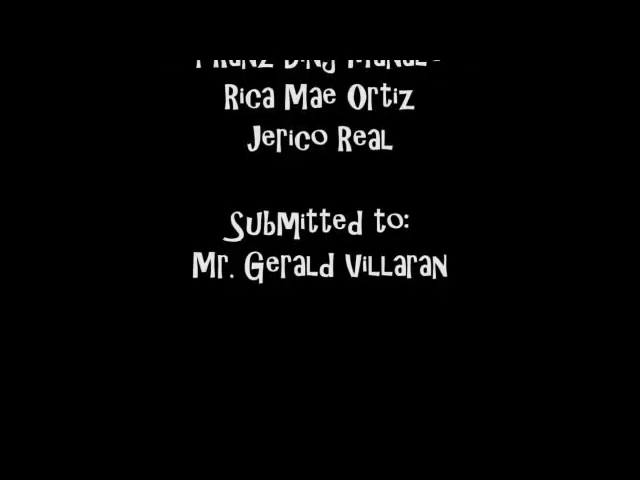 Rica Mae Ortiz
Jerico Real
Submitted to:
Mr. Gerald Villaran